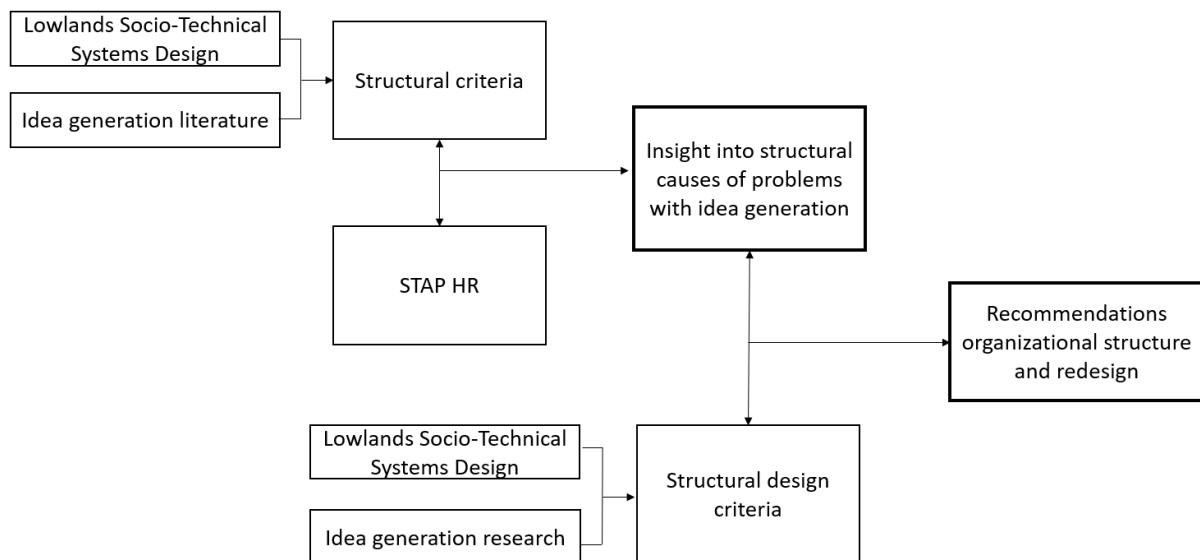 Lowlands Socio-Technical
Systems Design
Idea generation literature
Structural criteria
STAP HR
Insight into structural
causes of problems
with idea generation
Recommendations
organizational structure
and redesign
Lowlands Socio-Technical
Systems Design
Idea generation research
Structural design
criteria